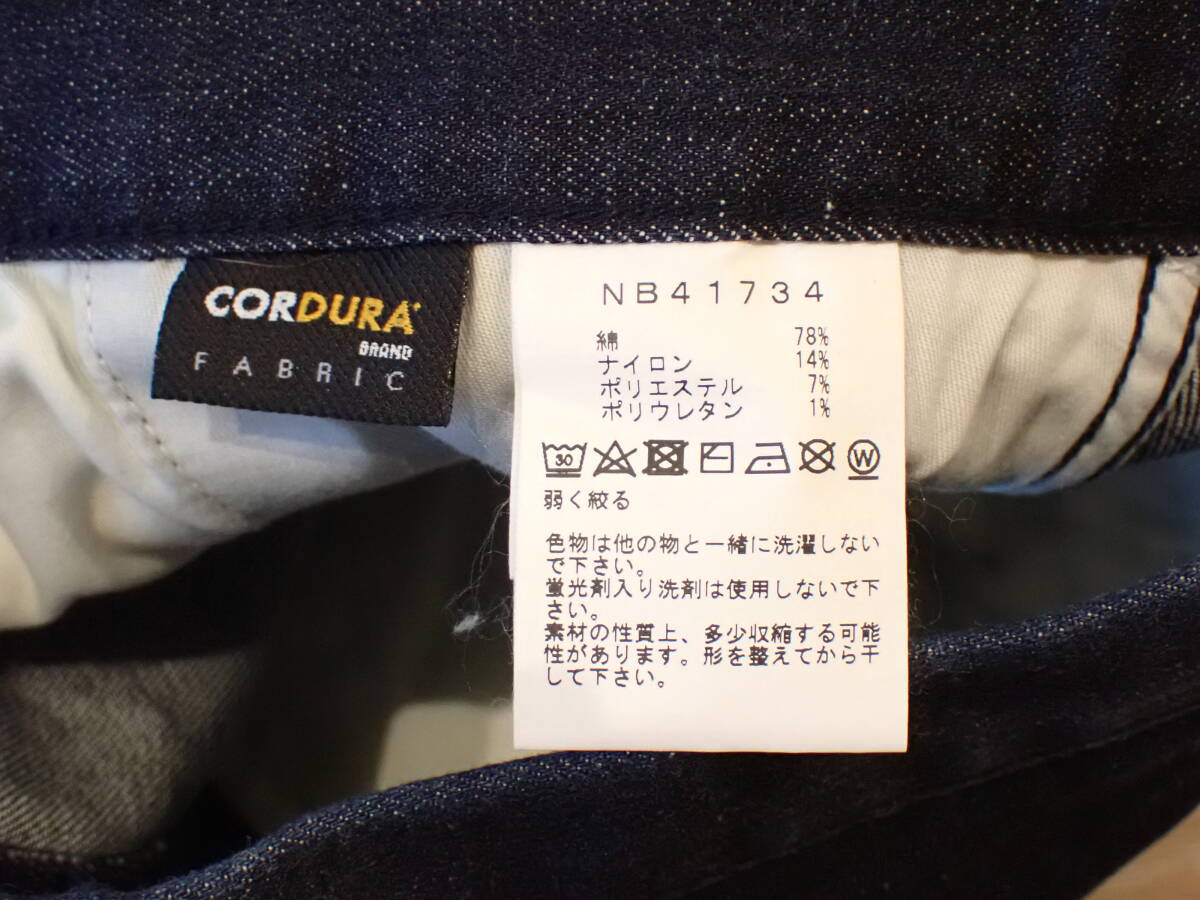 CORDURA
BRAND
FABRIC
NB41734
綿 78%
ナイロン 14%
ポリエステル 7%
ポリウレタン 1%
30 W
弱く絞る
色物は他の物と一緒に洗濯しない
で下さい。
蛍光剤入り洗剤は使用しないで下
さい。
素材の性質上、多少収縮する可能
性があります。形を整えてから干
して下さい。